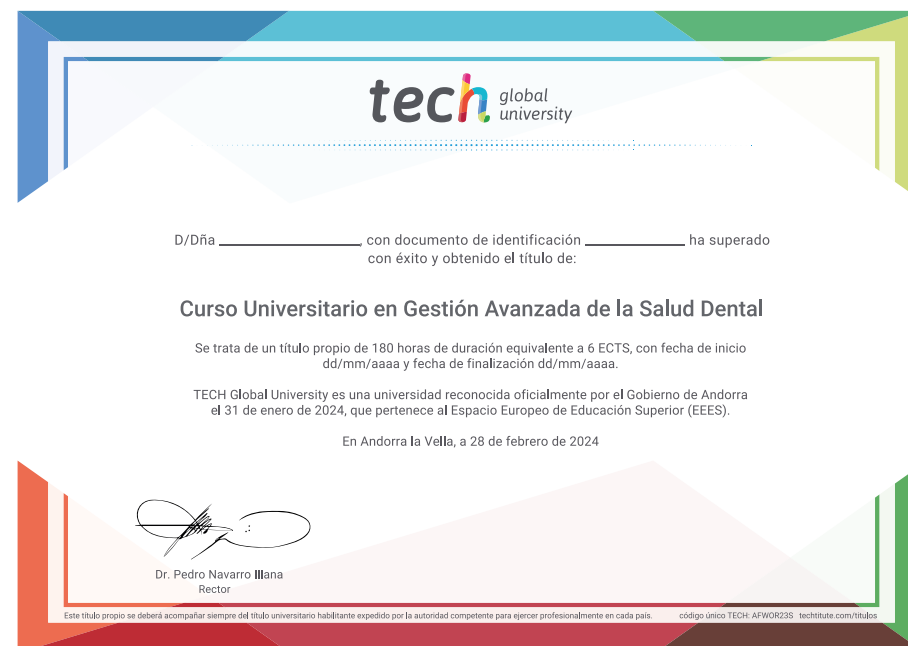 tech global university
D/Dña ______________________, con documento de identificación ______________ ha superado
con éxito y obtenido el título de:
Curso Universitario en Gestión Avanzada de la Salud Dental
Se trata de un título propio de 180 horas de duración equivalente a 6 ECTS, con fecha de inicio
dd/mm/aaaa y fecha de finalización dd/mm/aaaa.
TECH Global University es una universidad reconocida oficialmente por el Gobierno de Andorra
el 31 de enero de 2024, que pertenece al Espacio Europeo de Educación Superior (EEES).
En Andorra la Vella, a 28 de febrero de 2024
Dr. Pedro Navarro Illana
Rector
Este título propio se deberá acompañar siempre del título universitario habilitante expedido por la autoridad competente para ejercer profesionalmente en cada país. código único TECH: AFWOR23S techtitute.com/titulos